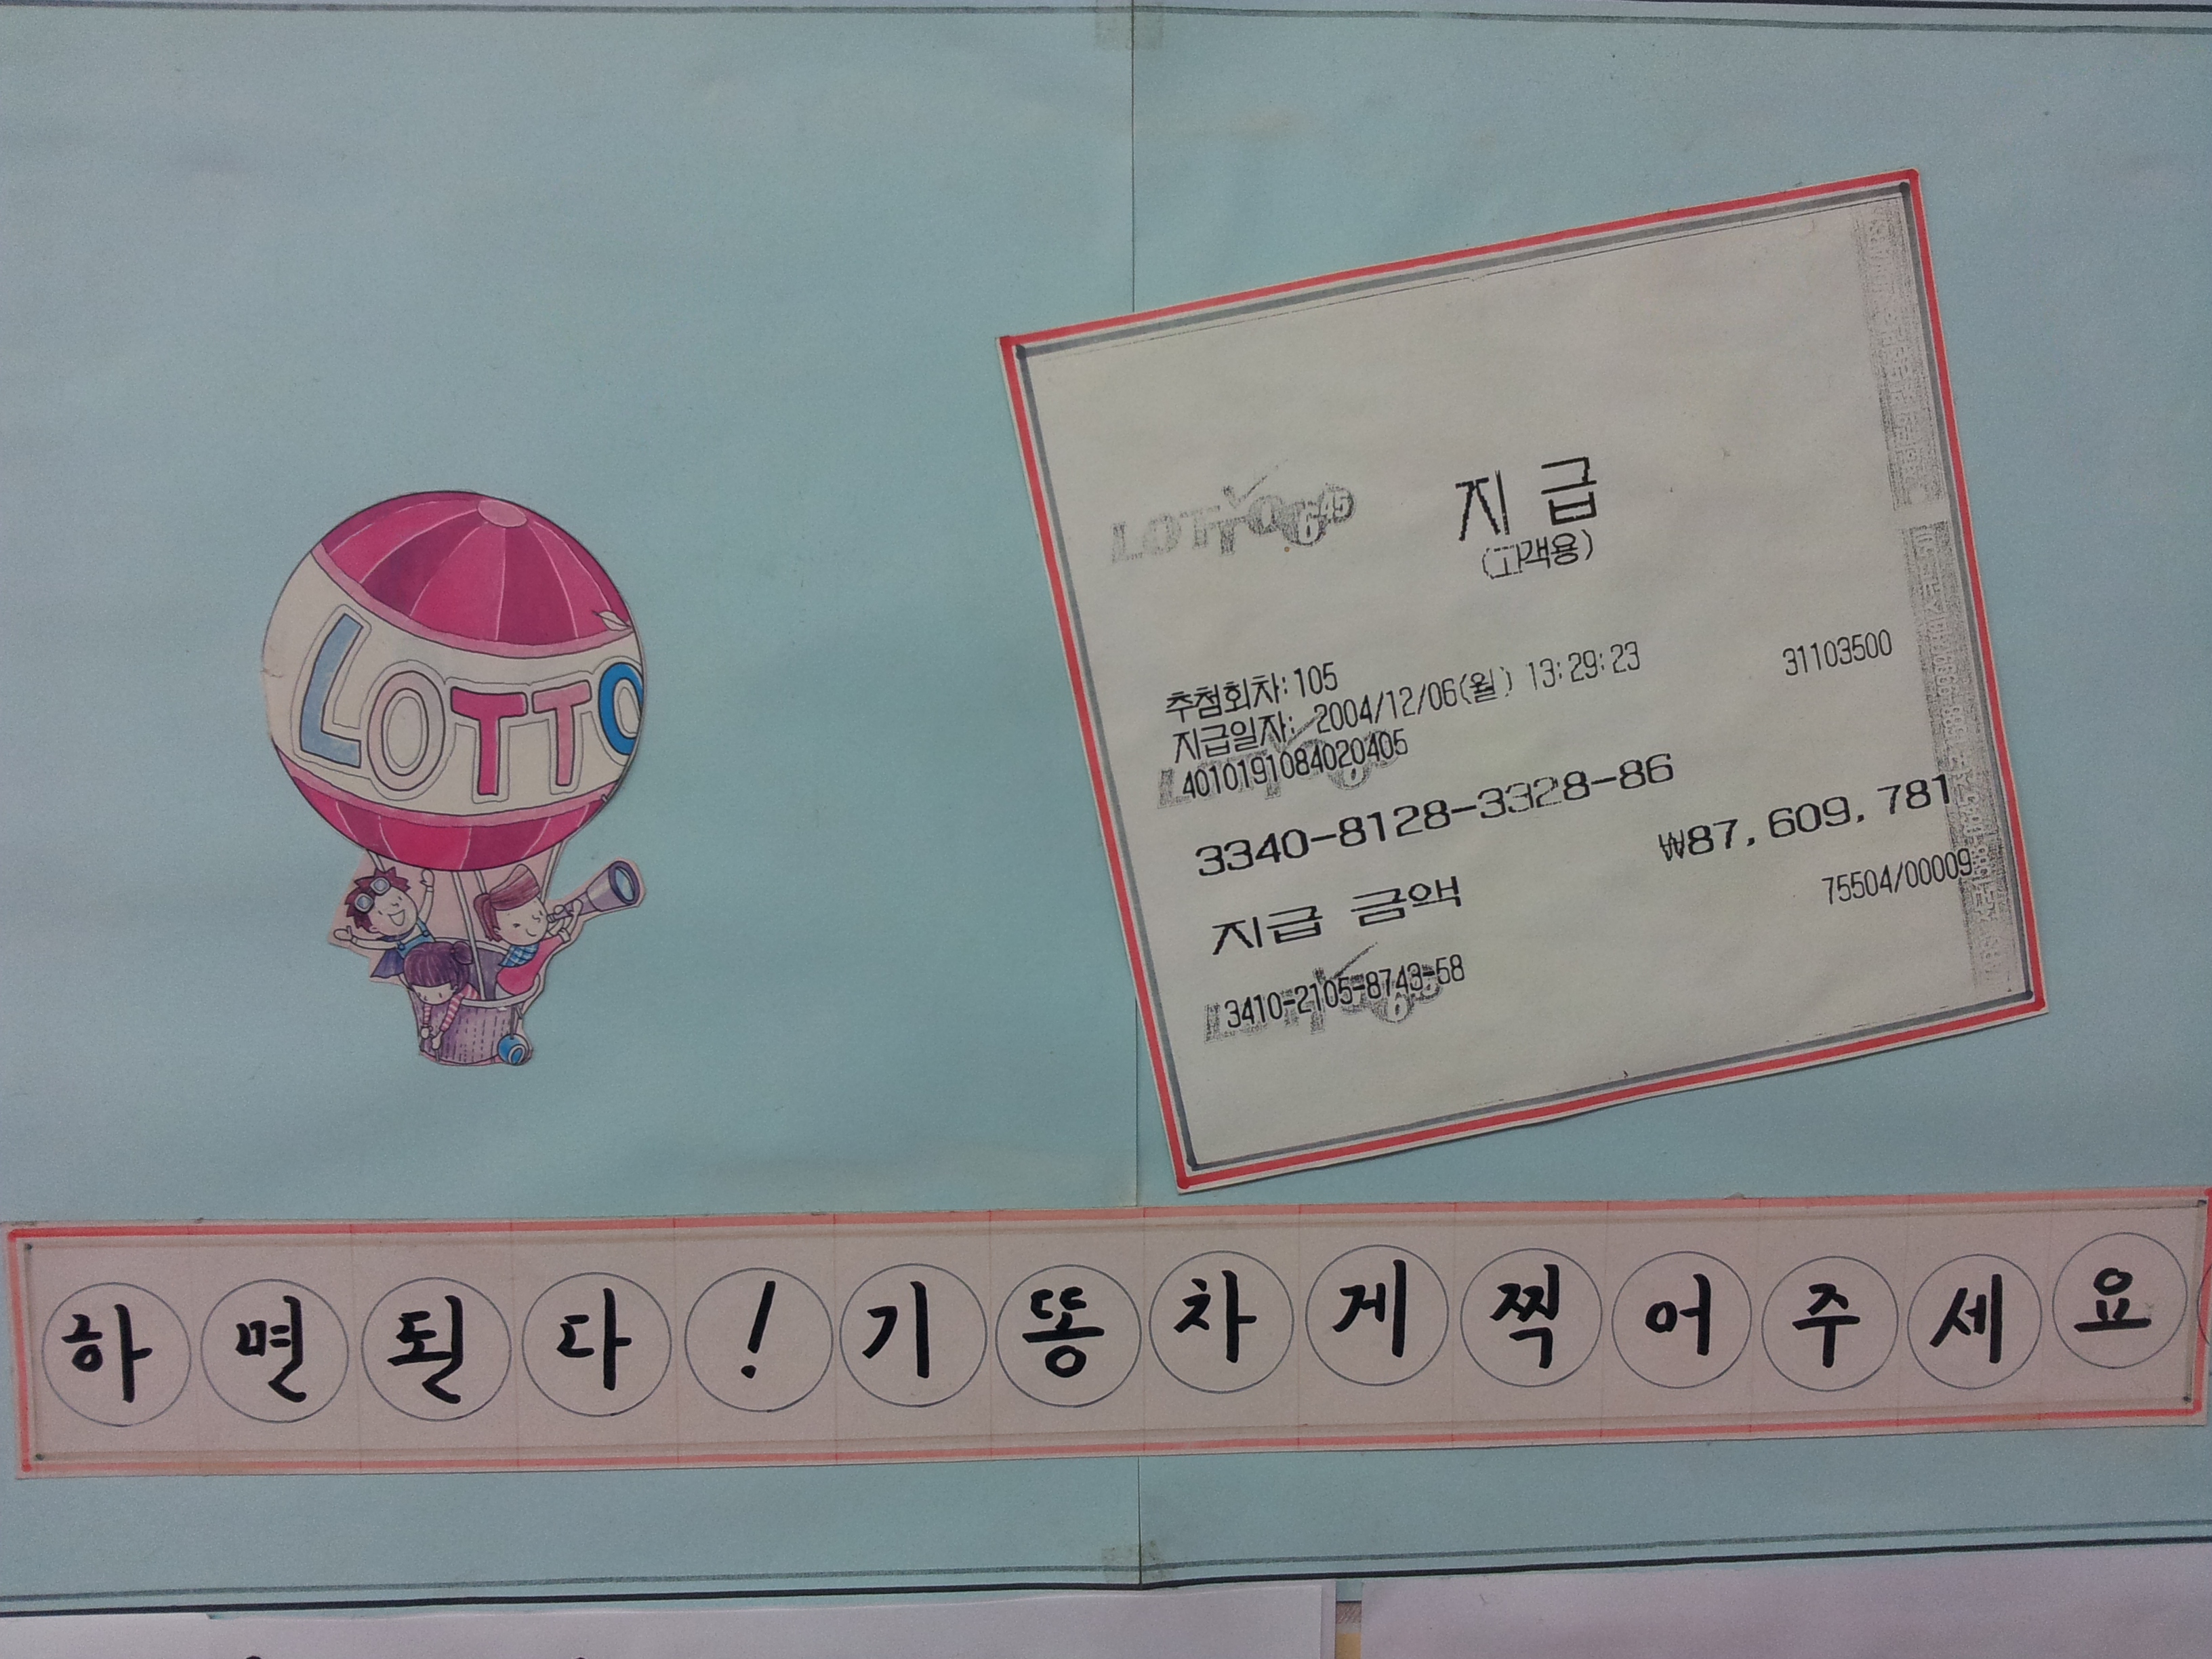 LOTTO
LOTTO 6/45
지급
(고객용)
추첨회차:105
지급일자: 2004/12/06(월) 13:29:23 31103500
4010191084020405
3340-8128-3328-86
₩87,609,781
지급 금액
75504/00009
3410-2105-8743-58
하면된다!기똥차게찍어주세요